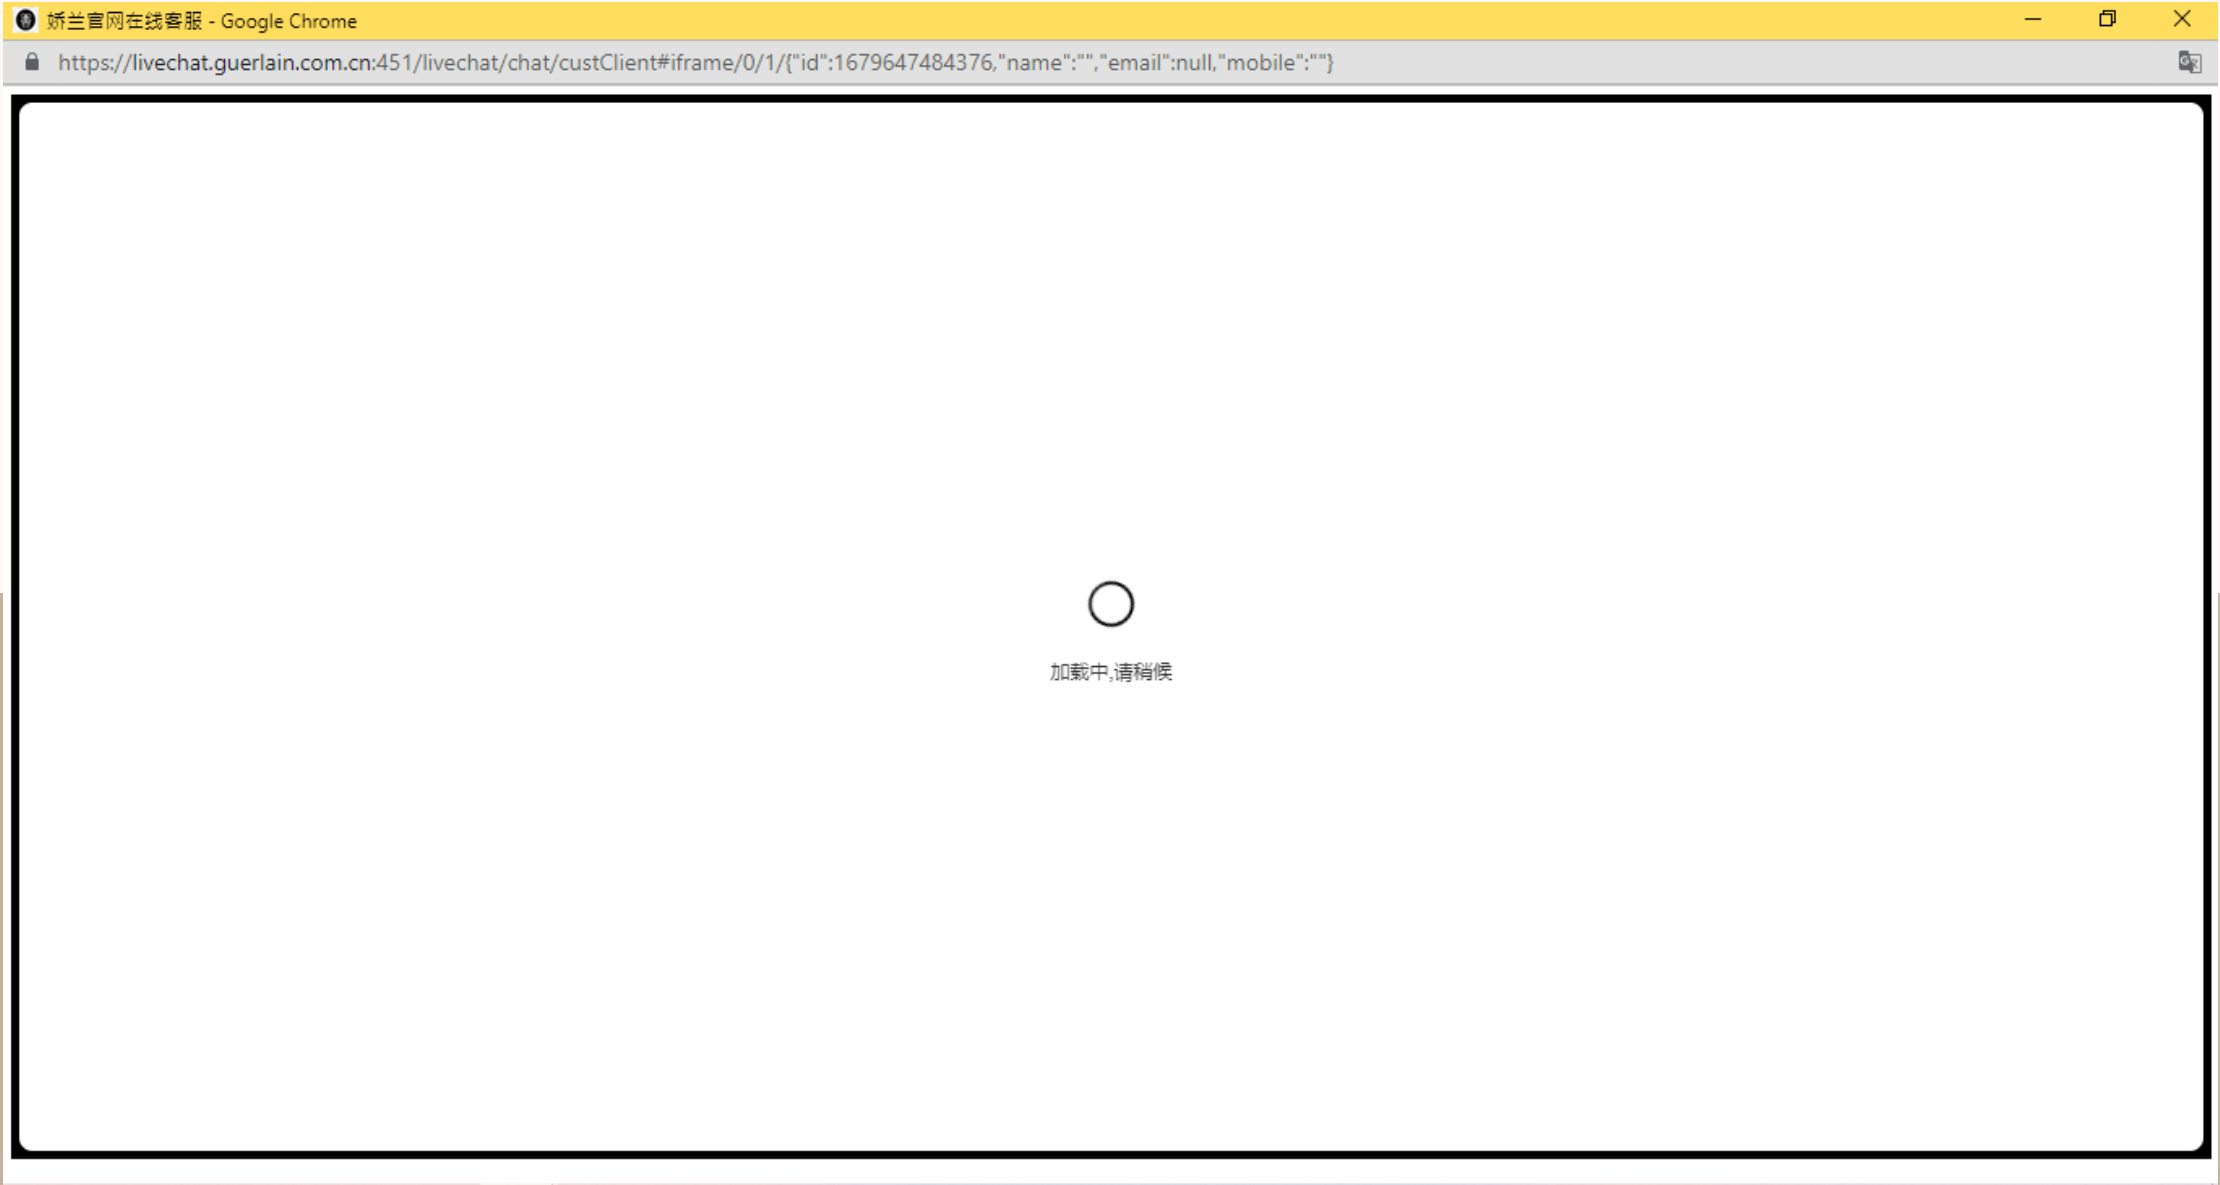 娇兰官网在线客服 - Google Chrome
https://livechat.guerlain.com.cn:451/livechat/chat/custClient#iframe/0/1/{"id":1679647484376,"name":"","email":null,"mobile":""}
加载中,请稍候